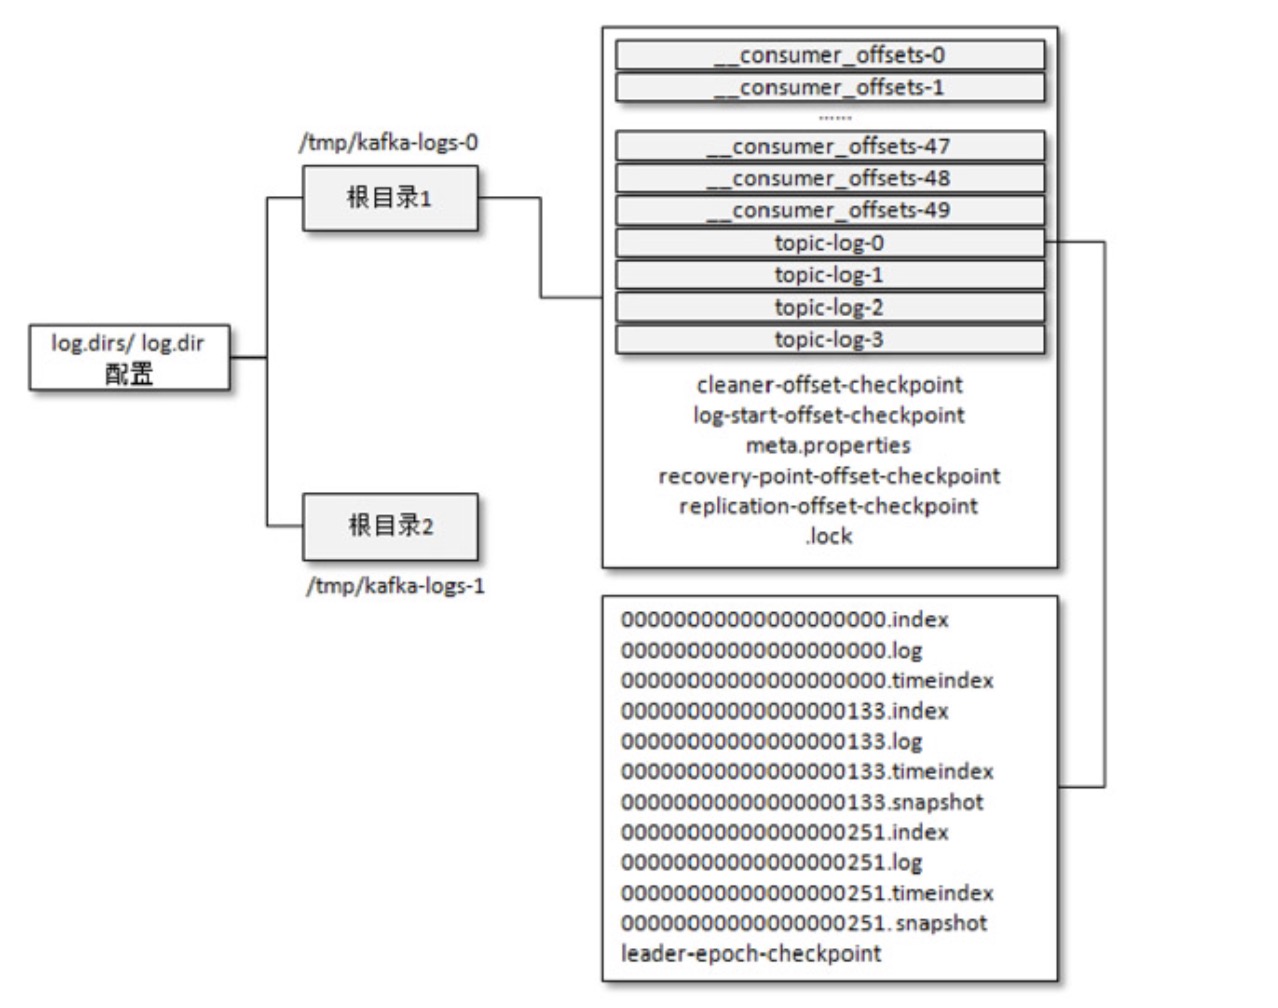 log.dirs/ log.dir
配置
/tmp/kafka-logs-0
根目录1
根目录2
/tmp/kafka-logs-1
__consumer_offsets-0
__consumer_offsets-1
······
__consumer_offsets-47
__consumer_offsets-48
__consumer_offsets-49
topic-log-0
topic-log-1
topic-log-2
topic-log-3
cleaner-offset-checkpoint
log-start-offset-checkpoint
meta.properties
recovery-point-offset-checkpoint
replication-offset-checkpoint
.lock
00000000000000000000.index
00000000000000000000.log
00000000000000000000.timeindex
00000000000000000133.index
00000000000000000133.log
00000000000000000133.timeindex
00000000000000000133.snapshot
00000000000000000251.index
00000000000000000251.log
00000000000000000251.timeindex
00000000000000000251. snapshot
leader-epoch-checkpoint